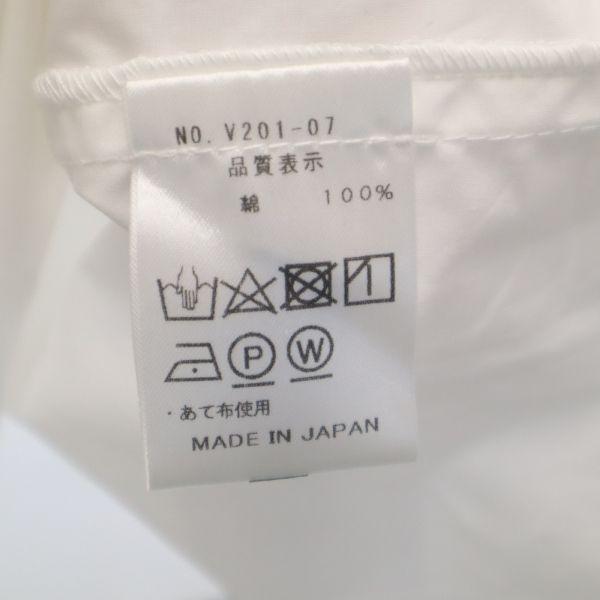 NO. V201-07
品質表示
綿 100%
P W
・あて布使用
MADE IN JAPAN